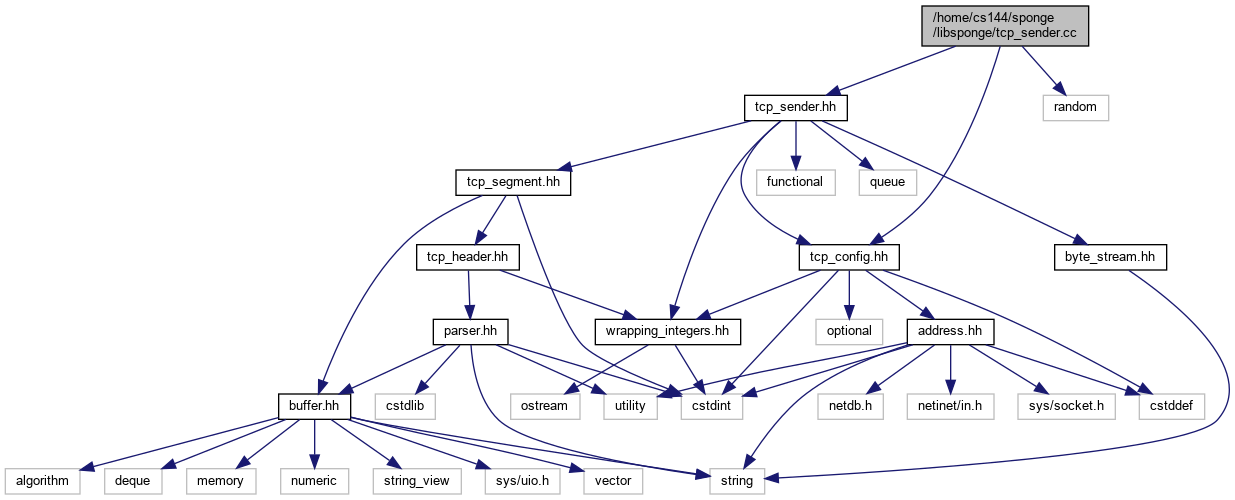 /home/cs144/sponge
/libsponge/tcp_sender.cc
tcp_sender.hh
random
tcp_segment.hh
functional
queue
tcp_header.hh
tcp_config.hh
byte_stream.hh
parser.hh
wrapping_integers.hh
optional
address.hh
buffer.hh
cstdlib
ostream
utility
cstdint
netdb.h
netinet/in.h
sys/socket.h
cstddef
algorithm
deque
memory
numeric
string_view
sys/uio.h
vector
string